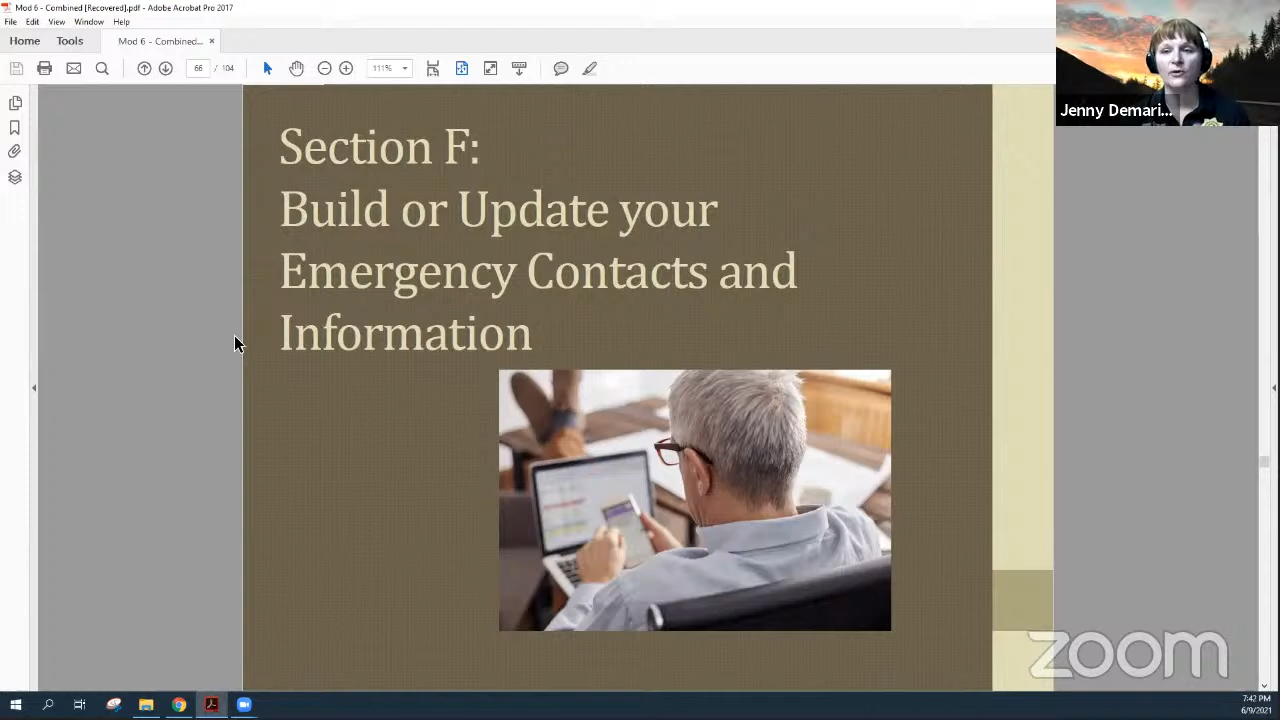 Mod 6 - Combined [Recovered].pdf - Adobe Acrobat Pro 2017
File Edit View Window Help
Home Tools Mod 6 - Combined... ×
66 / 104 111%
Jenny Demari...
Section F:
Build or Update your
Emergency Contacts and
Information
zoom
7:42 PM
6/9/2021